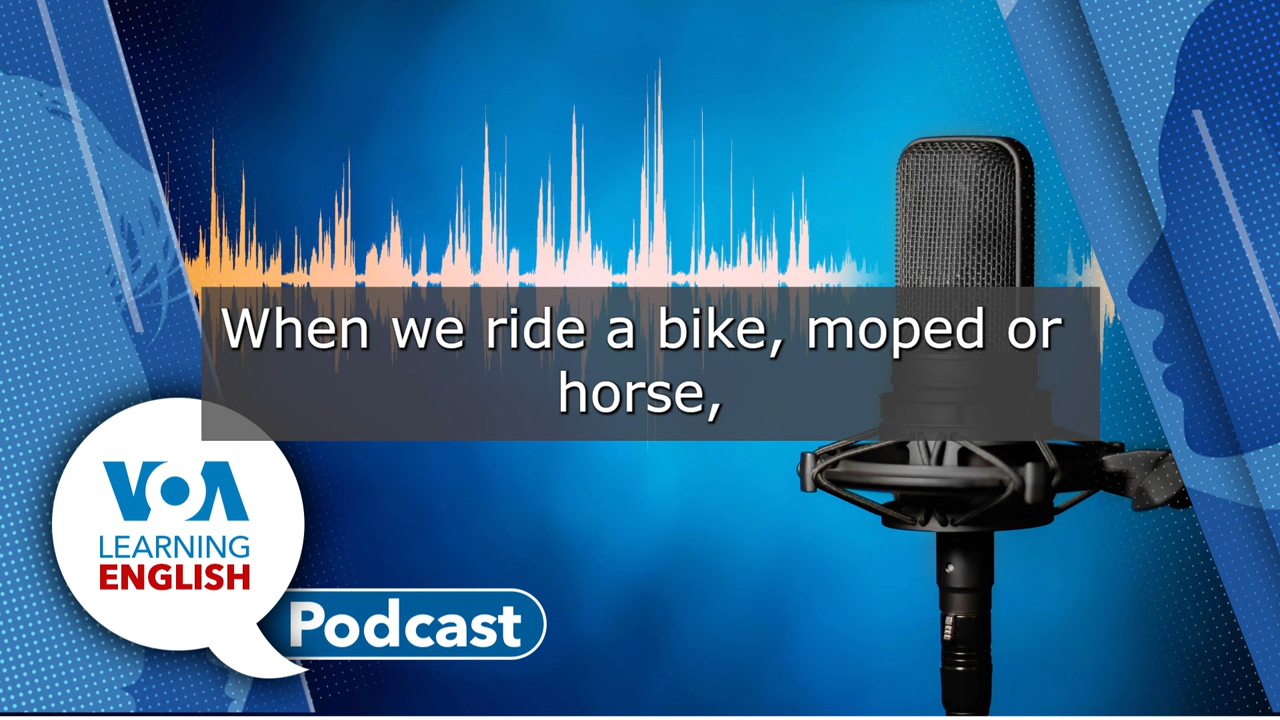 When we ride a bike, moped or
horse,
VOA
LEARNING
ENGLISH
Podcast